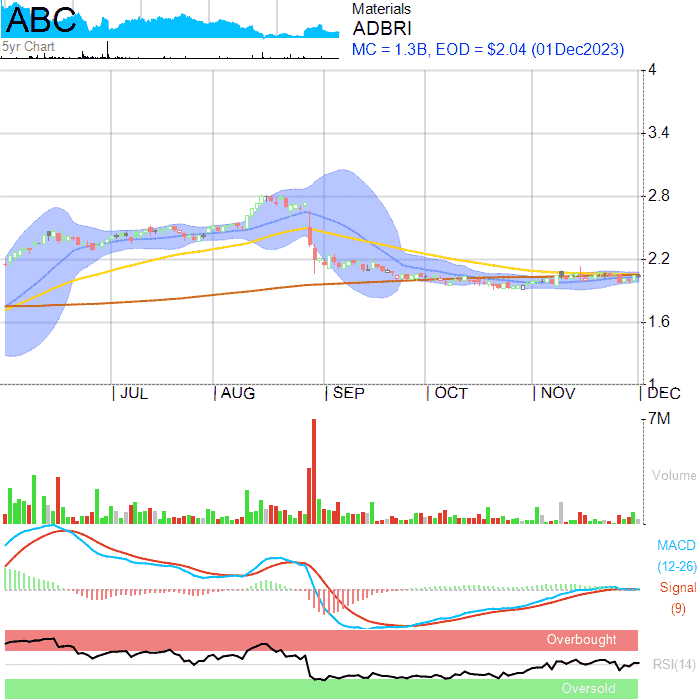 ABC
5yr Chart
Materials
ADBRI
MC = 1.3B, EOD = $2.04 (01Dec2023)
4
3.4
2.8
2.2
1.6
1
| JUL | AUG | SEP | OCT | NOV | DEC
7M
Volume
MACD
(12-26)
Signal
(9)
Overbought
RSI(14)
Oversold